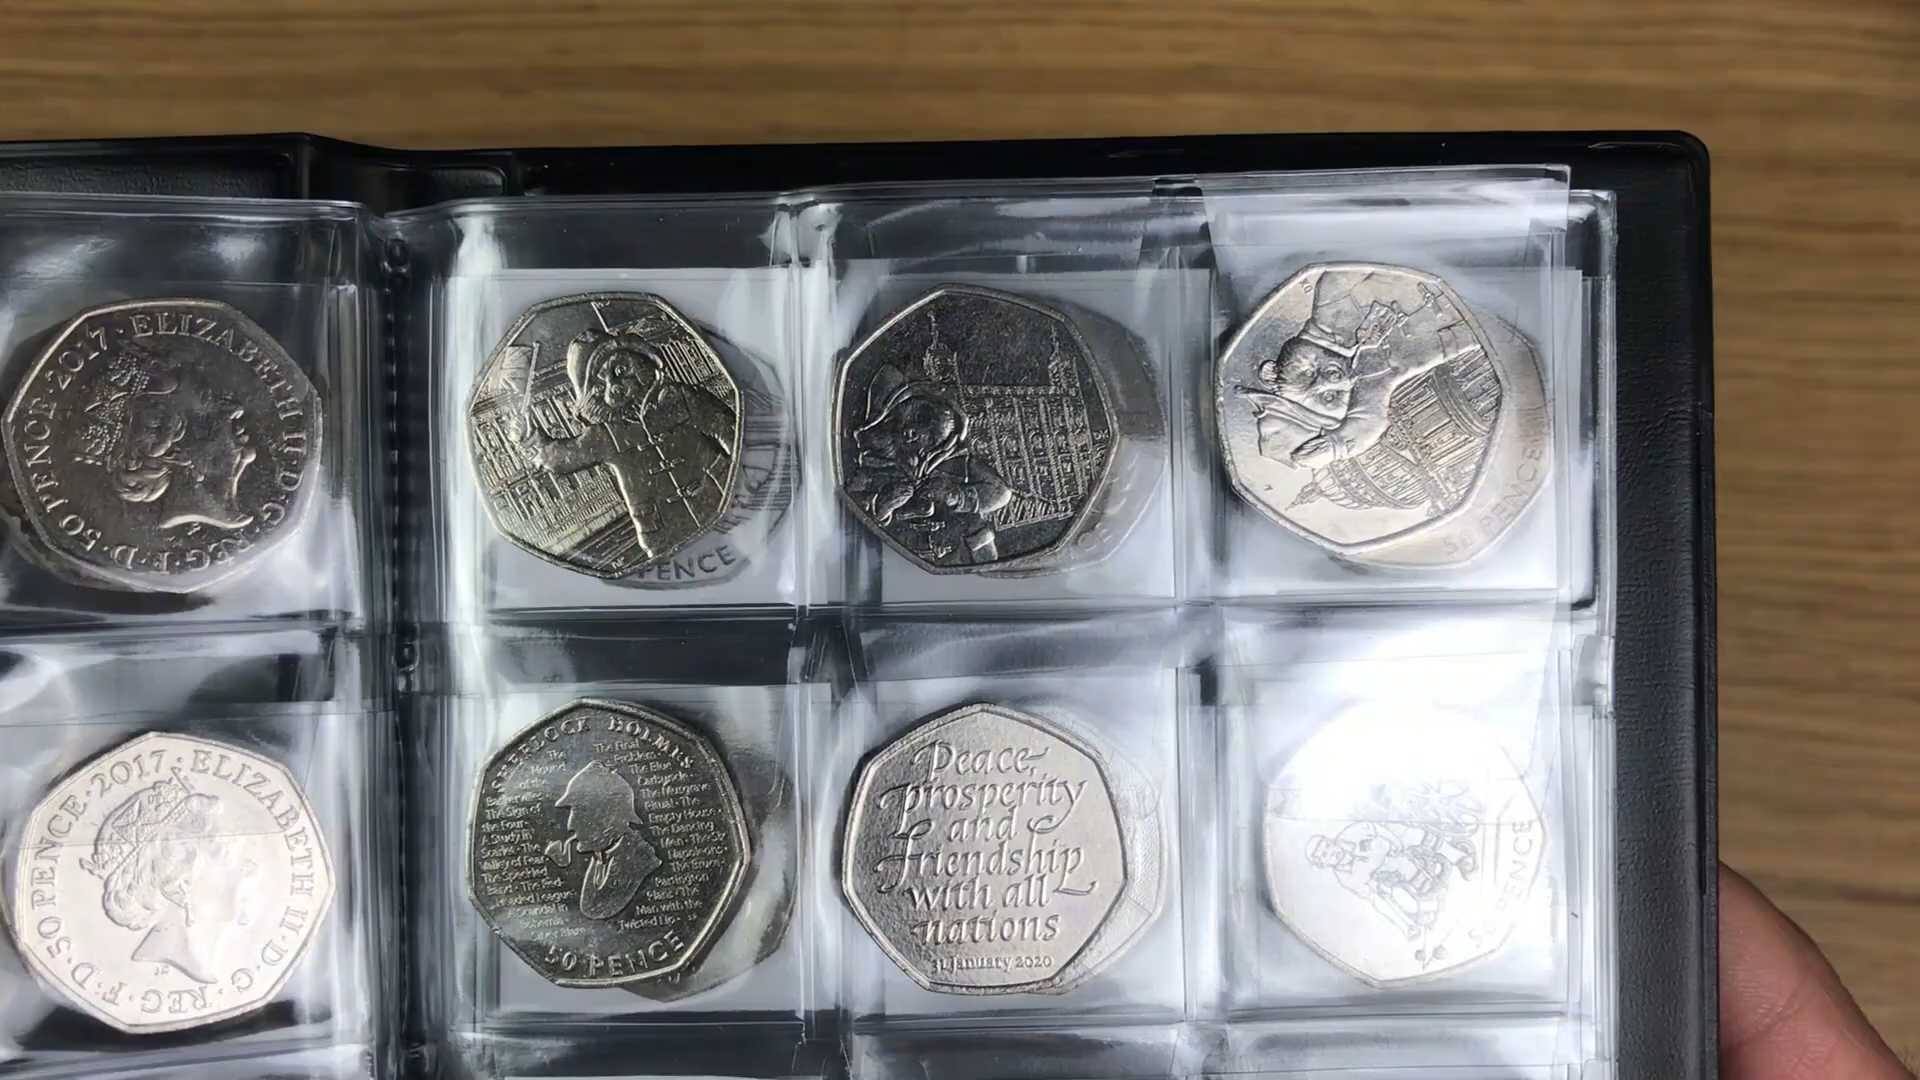 50 PENCE · 2017 · ELIZABETH II · D · G · REG · F · D ·
PENCE
50 PENCE
50 PENCE · 2017 · ELIZABETH II · D · G · REG · F · D ·
SHERLOCK HOLMES
The
Hound
of the
Baskervilles
The Sign of
the Four
A Study in
Scarlet · The
Valley of Fear
The Speckled
Band · The Red-
Headed League
A Scandal in
Bohemia
Silver Blaze
The Final
Problem
The Blue
Carbuncle
The Musgrave
Ritual · The
Empty House
The Dancing
Men · The Six
Napoleons
The Bruce-
Partington
Plans · The
Man with the
Twisted Lip
50 PENCE
Peace,
prosperity
and
friendship
with all
nations
31 January 2020
50 PENCE